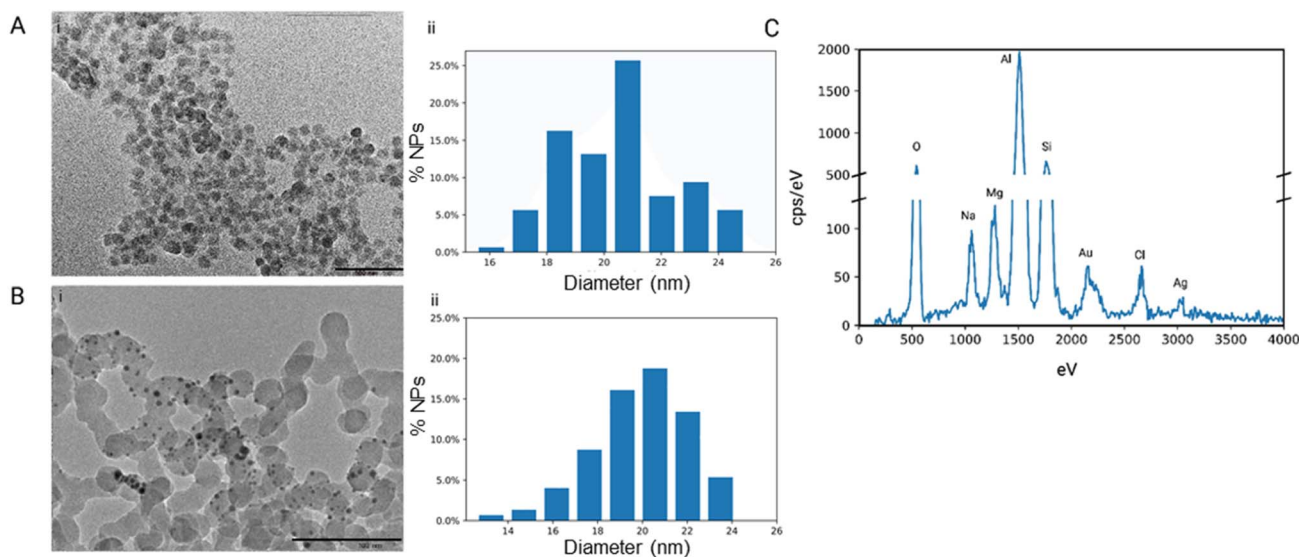 A
i
ii
% NPs
25.0%
20.0%
15.0%
10.0%
5.0%
0.0%
16 18 20 22 24 26
Diameter (nm)
B
i
ii
% NPs
25.0%
20.0%
15.0%
10.0%
5.0%
0.0%
14 16 18 20 22 24 26
Diameter (nm)
C
cps/eV
2000
1500
1000
500
100
50
0
O
Na
Mg
Al
Si
Au
Cl
Ag
0 500 1000 1500 2000 2500 3000 3500 4000
eV